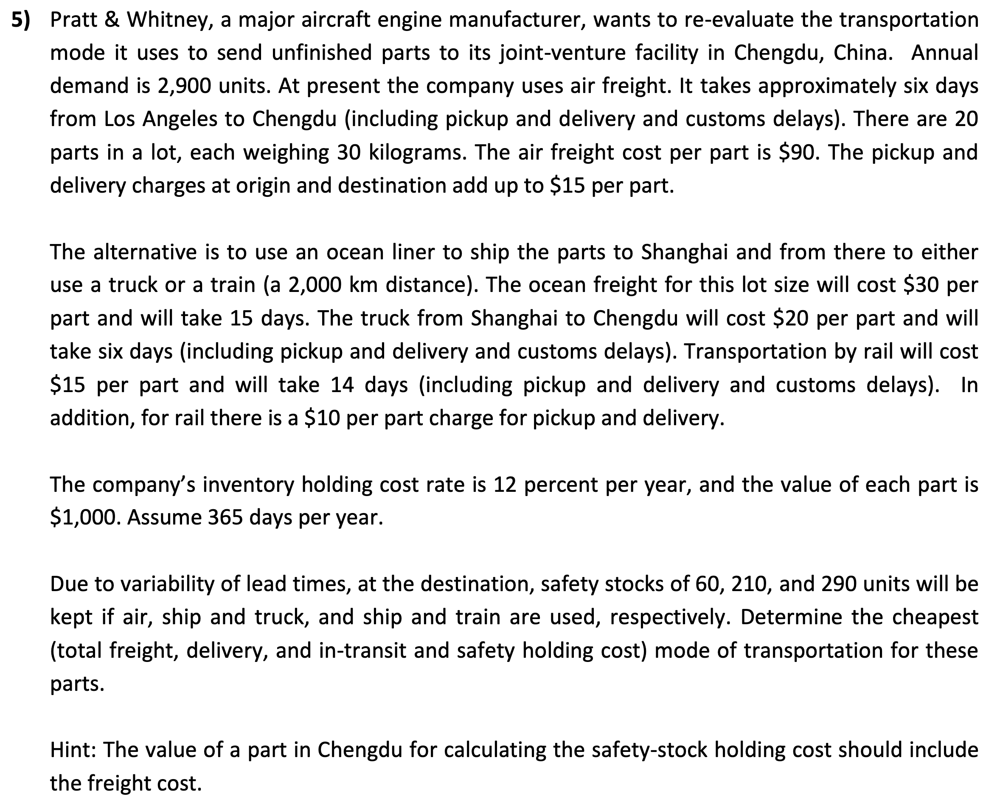 5) Pratt & Whitney, a major aircraft engine manufacturer, wants to re-evaluate the transportation
mode it uses to send unfinished parts to its joint-venture facility in Chengdu, China. Annual
demand is 2,900 units. At present the company uses air freight. It takes approximately six days
from Los Angeles to Chengdu (including pickup and delivery and customs delays). There are 20
parts in a lot, each weighing 30 kilograms. The air freight cost per part is $90. The pickup and
delivery charges at origin and destination add up to $15 per part.
The alternative is to use an ocean liner to ship the parts to Shanghai and from there to either
use a truck or a train (a 2,000 km distance). The ocean freight for this lot size will cost $30 per
part and will take 15 days. The truck from Shanghai to Chengdu will cost $20 per part and will
take six days (including pickup and delivery and customs delays). Transportation by rail will cost
$15 per part and will take 14 days (including pickup and delivery and customs delays). In
addition, for rail there is a $10 per part charge for pickup and delivery.
The company’s inventory holding cost rate is 12 percent per year, and the value of each part is
$1,000. Assume 365 days per year.
Due to variability of lead times, at the destination, safety stocks of 60, 210, and 290 units will be
kept if air, ship and truck, and ship and train are used, respectively. Determine the cheapest
(total freight, delivery, and in-transit and safety holding cost) mode of transportation for these
parts.
Hint: The value of a part in Chengdu for calculating the safety-stock holding cost should include
the freight cost.